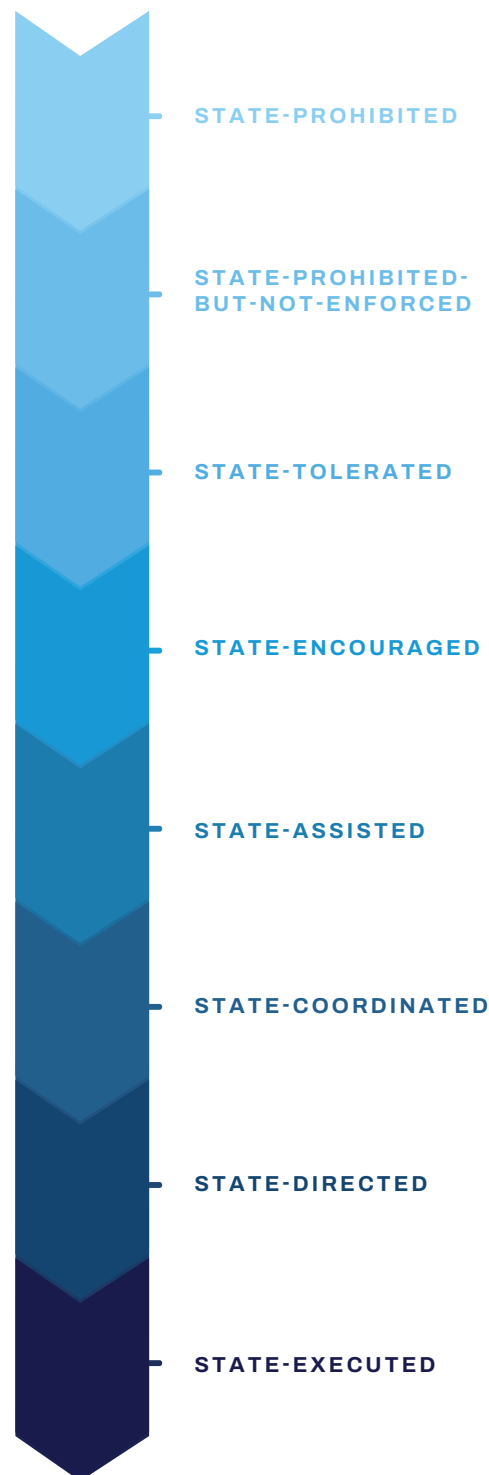 STATE-PROHIBITED
STATE-PROHIBITED-
BUT-NOT-ENFORCED
STATE-TOLERATED
STATE-ENCOURAGED
STATE-ASSISTED
STATE-COORDINATED
STATE-DIRECTED
STATE-EXECUTED